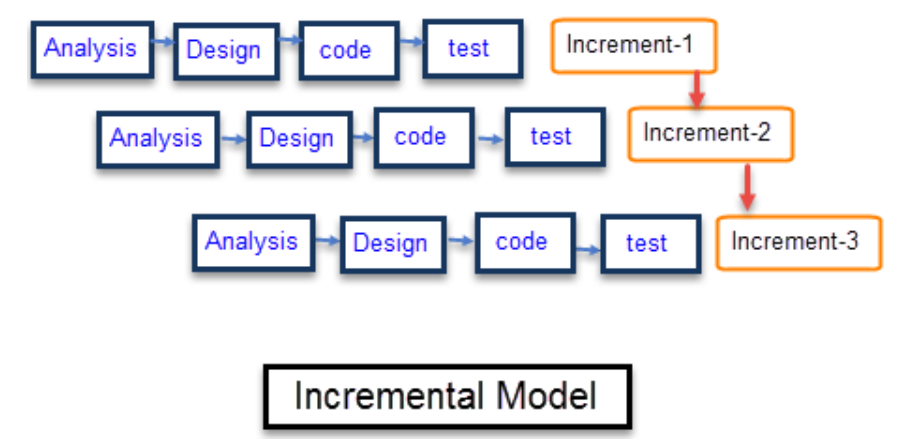 Analysis Design code test Increment-1
Analysis Design code test Increment-2
Analysis Design code test Increment-3
Incremental Model